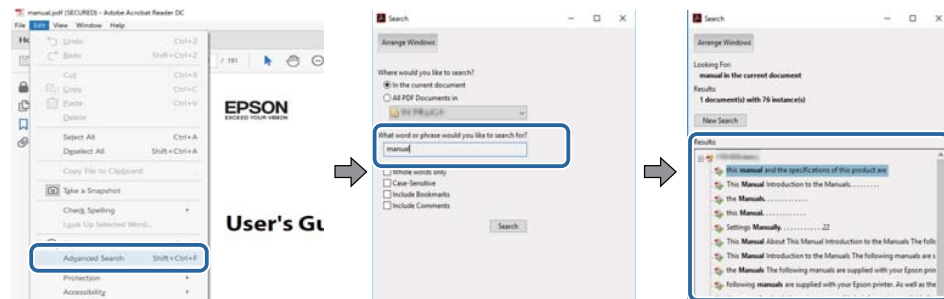 manual.pdf (SECURED) - Adobe Acrobat Reader DC
File Edit View Window Help
Undo Ctrl+Z
Redo Shift+Ctrl+Z
Cut Ctrl+X
Copy Ctrl+C
Paste Ctrl+V
Delete
Select All Ctrl+A
Deselect All Shift+Ctrl+A
Copy File to Clipboard
Take a Snapshot
Check Spelling
Look Up Selected Word...
Advanced Search Shift+Ctrl+F
Protection
Accessibility
/ 191
EPSON
EXCEED YOUR VISION
User's Gu
Search
Arrange Windows
Where would you like to search?
In the current document
All PDF Documents in
What word or phrase would you like to search for?
manual
Whole words only
Case-Sensitive
Include Bookmarks
Include Comments
Search
Search
Arrange Windows
Looking For:
manual in the current document
Results:
1 document(s) with 76 instance(s)
New Search
Results:
this manual and the specifications of this product are
This Manual Introduction to the Manuals.........
the Manuals.............
this Manual.............
Settings Manually.............22
This Manual About This Manual Introduction to the Manuals The follo
This Manual Introduction to the Manuals The following manuals are s
the Manuals The following manuals are supplied with your Epson prin
following manuals are supplied with your Epson printer. As well as the